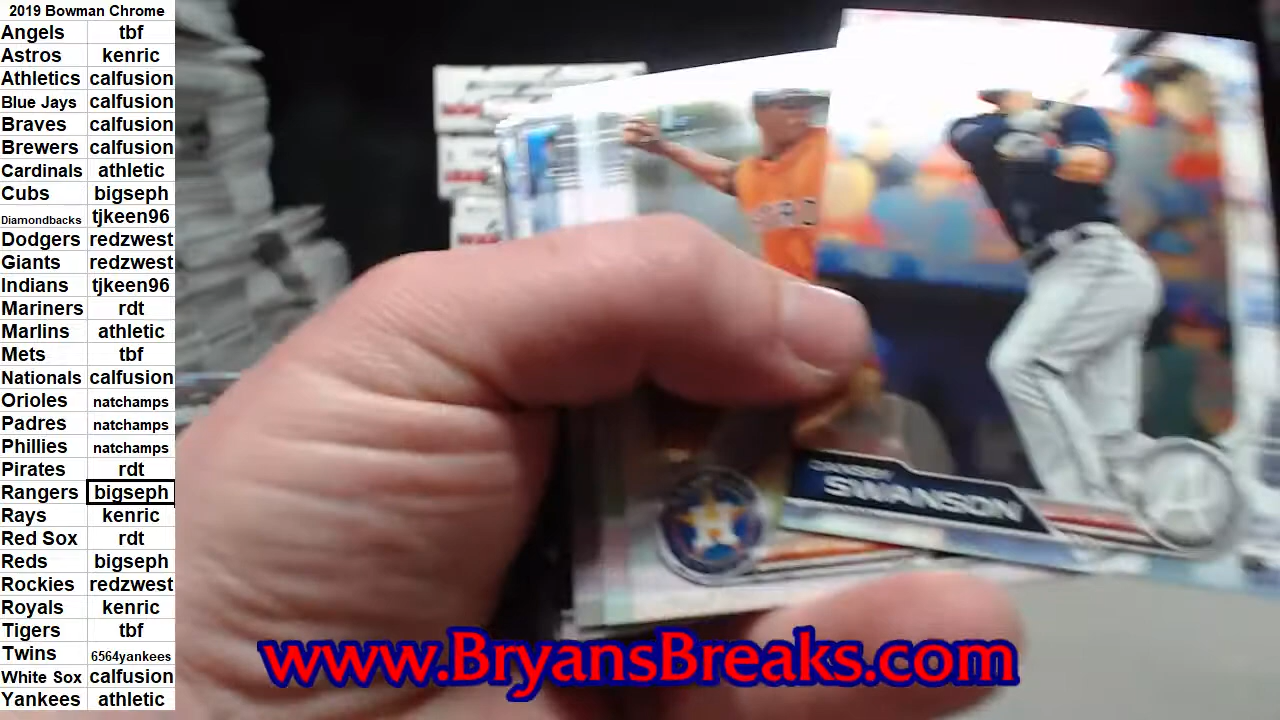 2019 Bowman Chrome
Angels tbf
Astros kenric
Athletics calfusion
Blue Jays calfusion
Braves calfusion
Brewers calfusion
Cardinals athletic
Cubs bigseph
Diamondbacks tjkeen96
Dodgers redzwest
Giants redzwest
Indians tjkeen96
Mariners rdt
Marlins athletic
Mets tbf
Nationals calfusion
Orioles natchamps
Padres natchamps
Phillies natchamps
Pirates rdt
Rangers bigseph
Rays kenric
Red Sox rdt
Reds bigseph
Rockies redzwest
Royals kenric
Tigers tbf
Twins 6564yankees
White Sox calfusion
Yankees athletic
DANSBY
SWANSON
H
A
www.BryansBreaks.com